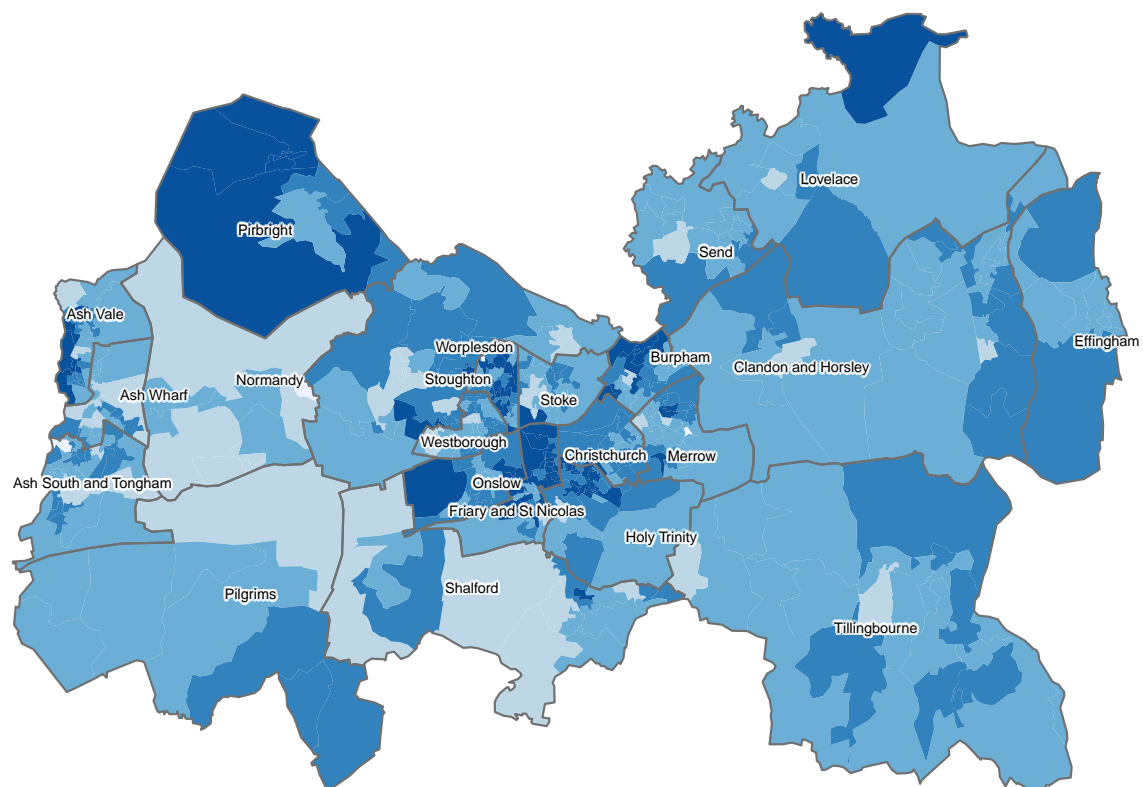 Lovelace
Pirbright
Send
Ash Vale
Effingham
Worplesdon
Burpham
Clandon and Horsley
Stoughton
Normandy
Ash Wharf
Stoke
Westborough
Christchurch
Merrow
Ash South and Tongham
Onslow
Friary and St Nicolas
Holy Trinity
Shalford
Pilgrims
Tillingbourne